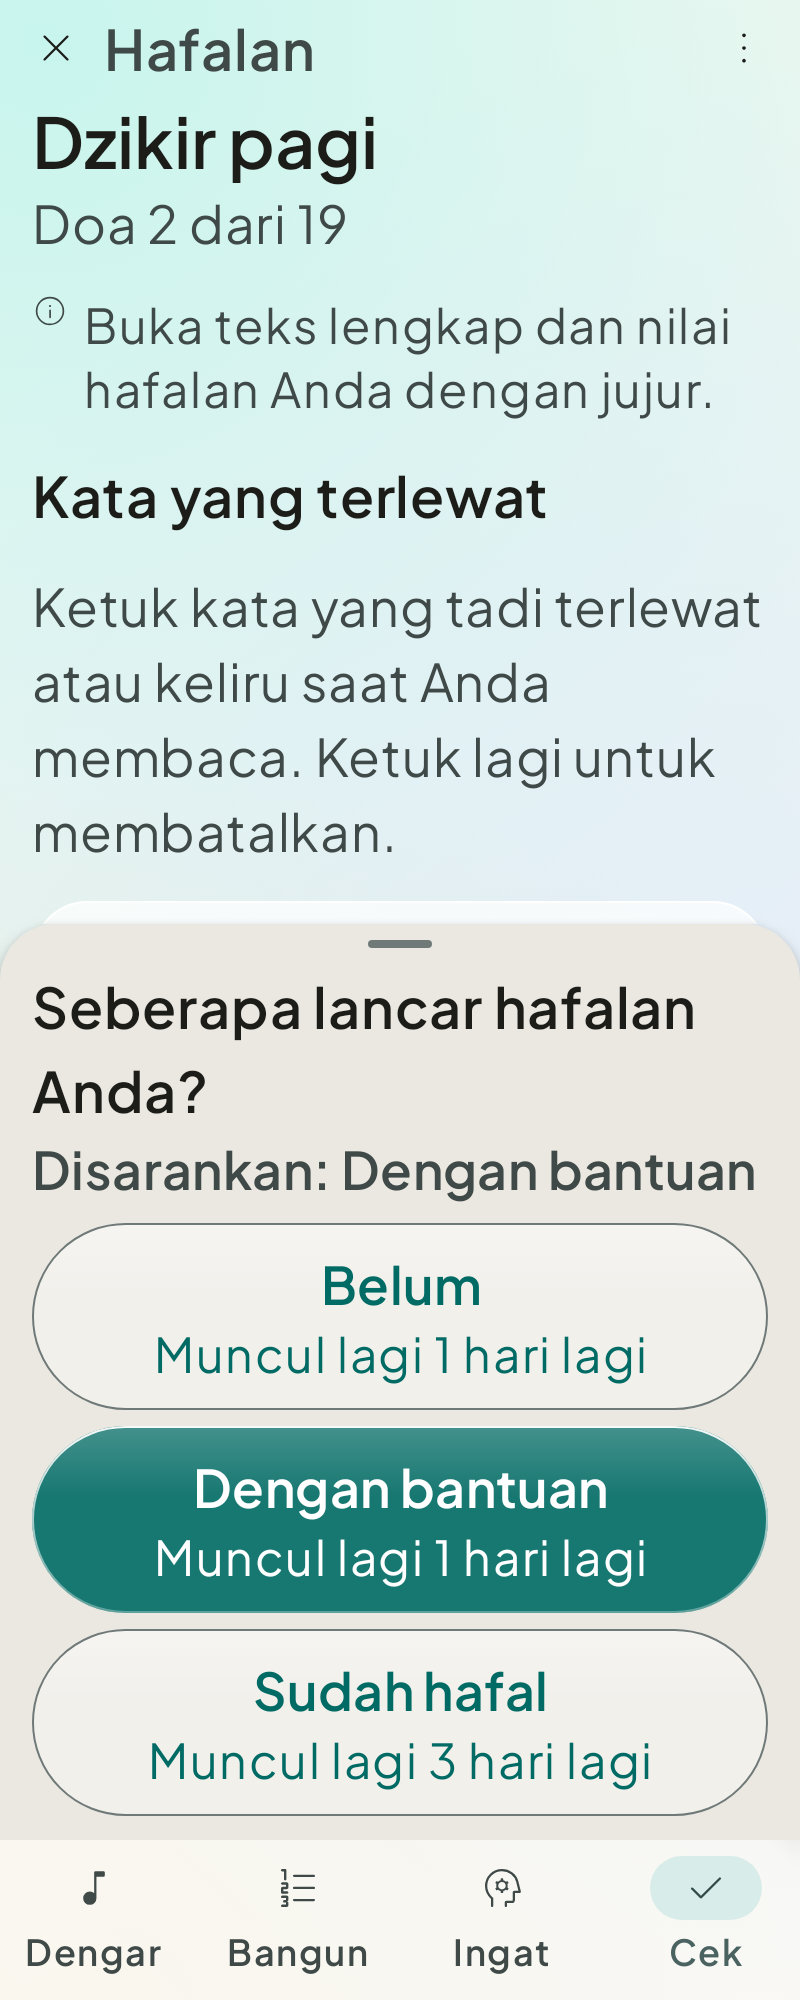 Hafalan
Dzikir pagi
Doa 2 dari 19
Buka teks lengkap dan nilai
hafalan Anda dengan jujur.
Kata yang terlewat
Ketuk kata yang tadi terlewat
atau keliru saat Anda
membaca. Ketuk lagi untuk
membatalkan.
Seberapa lancar hafalan
Anda?
Disarankan: Dengan bantuan
Belum
Muncul lagi 1 hari lagi
Dengan bantuan
Muncul lagi 1 hari lagi
Sudah hafal
Muncul lagi 3 hari lagi
Dengar
Bangun
Ingat
Cek